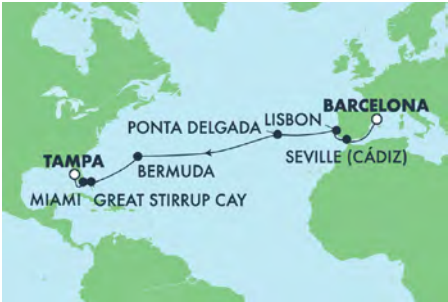 BARCELONA
LISBON
PONTA DELGADA
SEVILLE (CÁDIZ)
TAMPA
BERMUDA
MIAMI
GREAT STIRRUP CAY